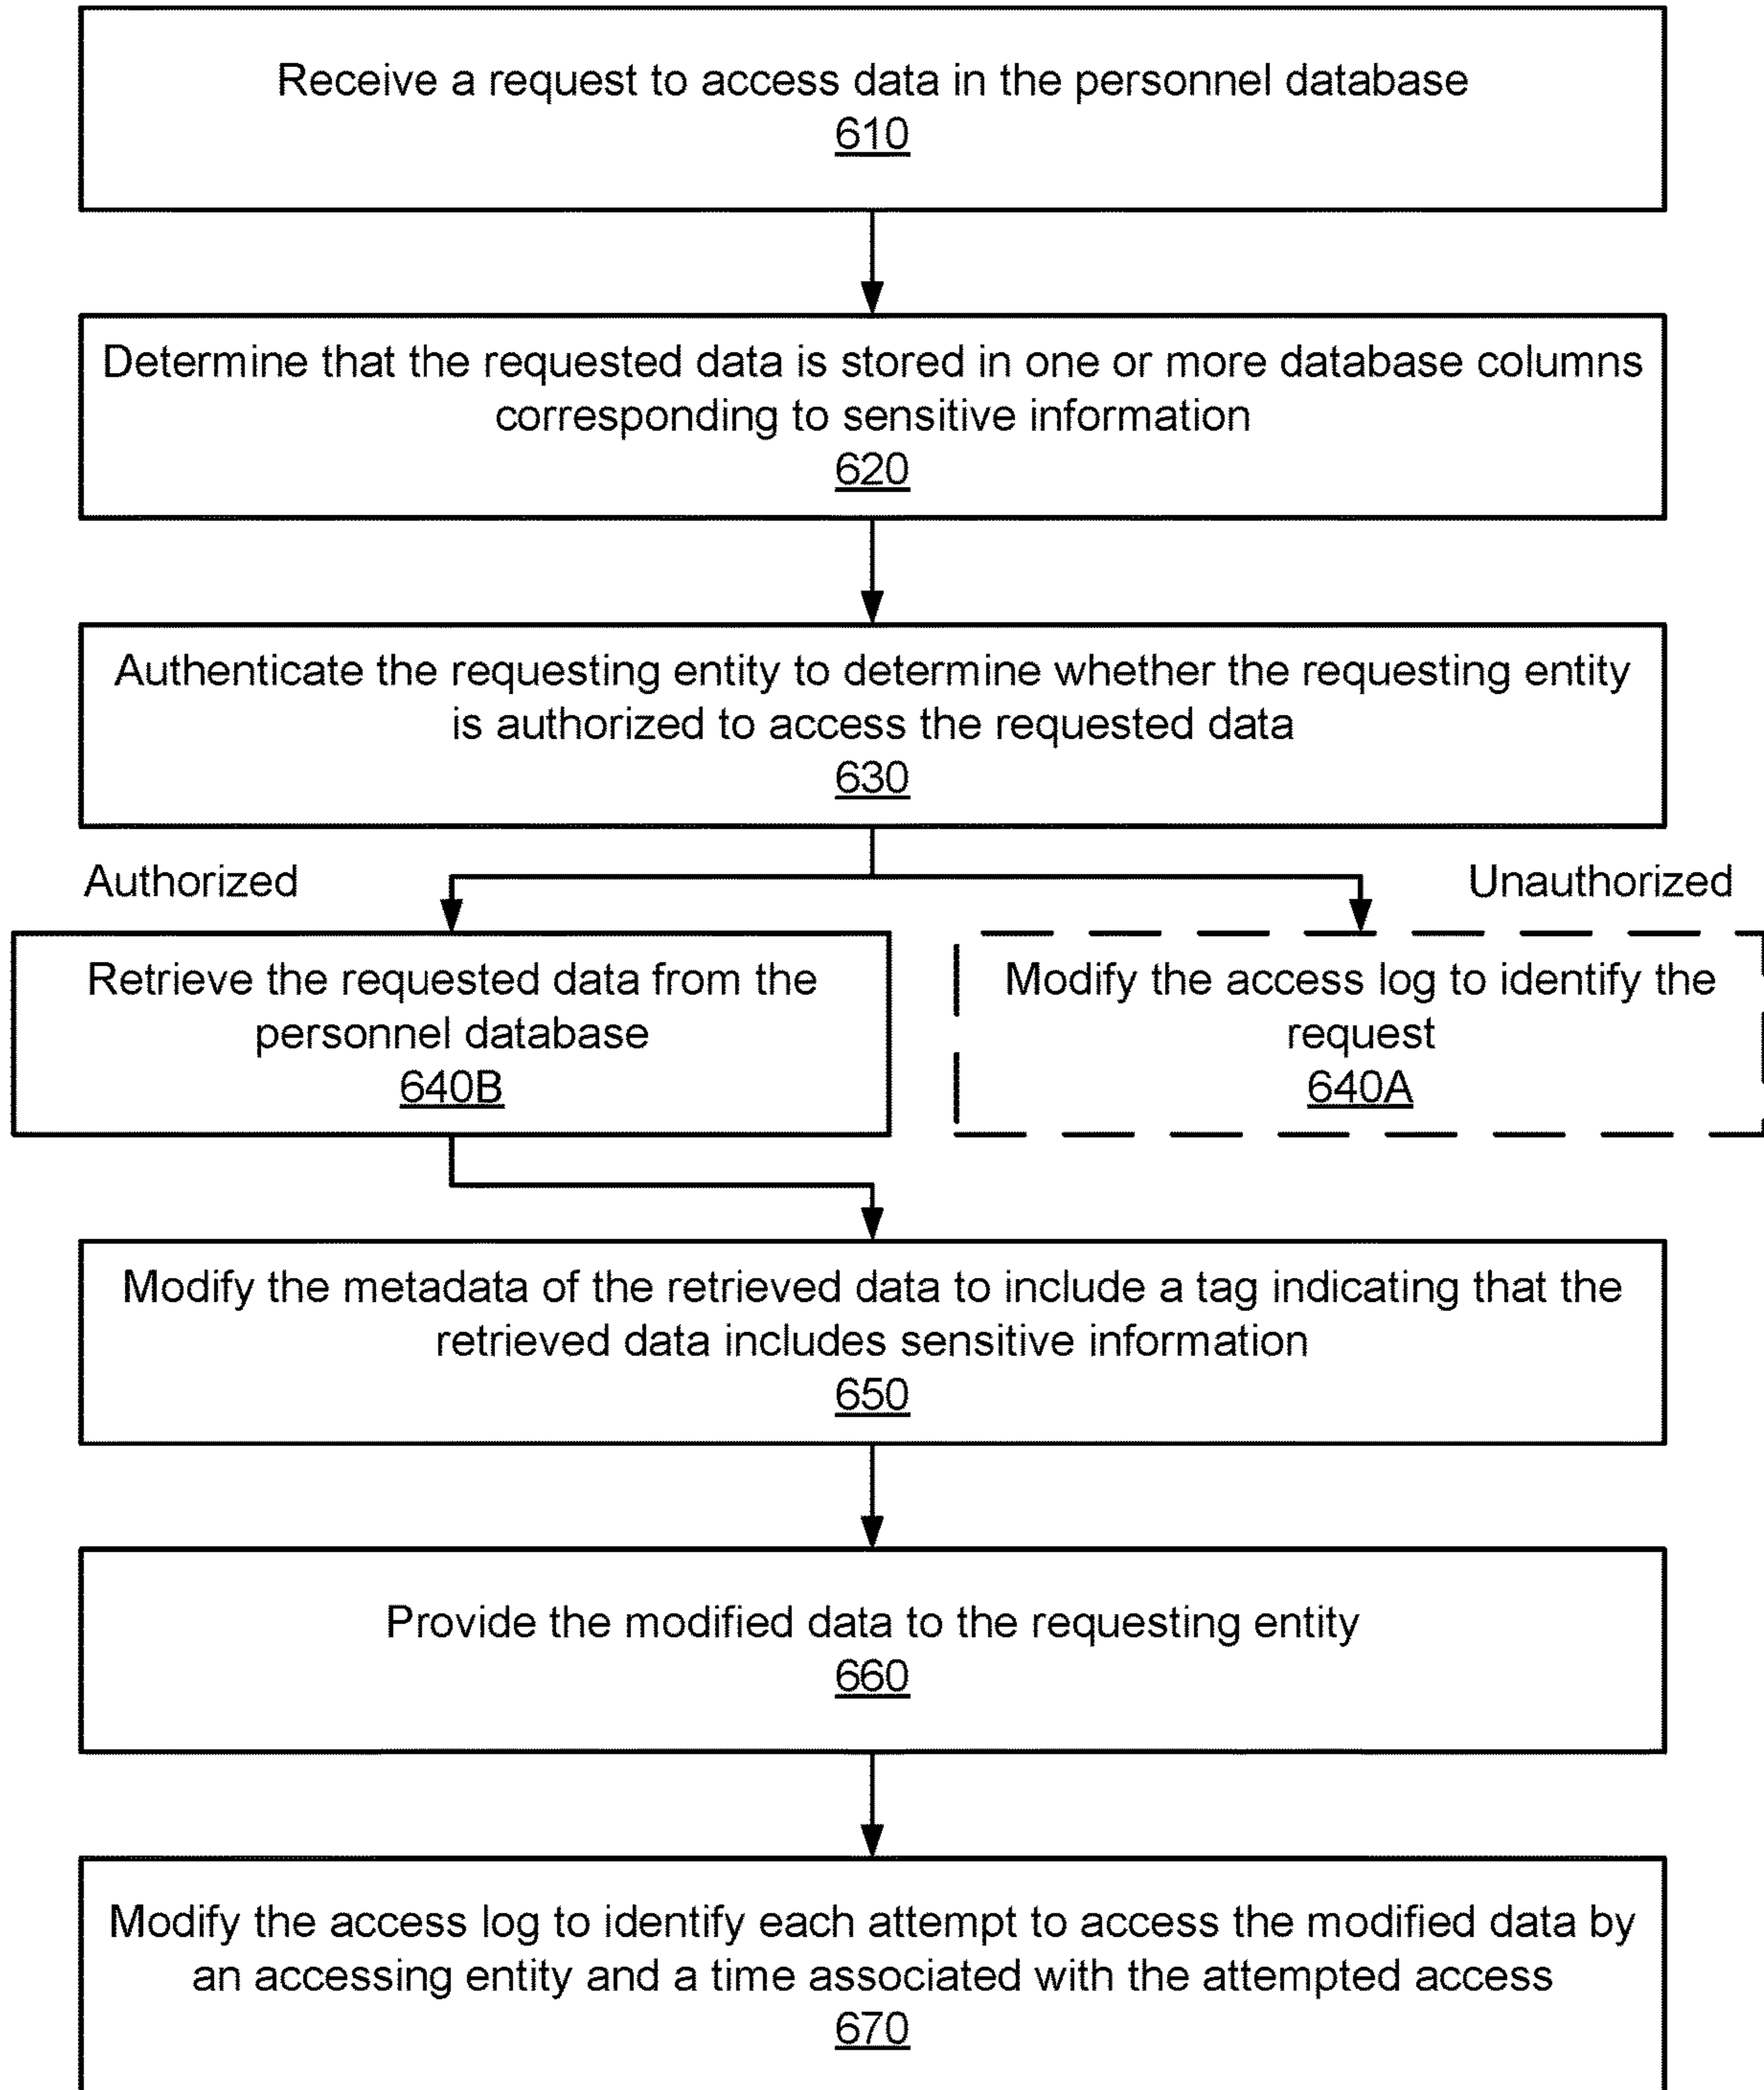 Receive a request to access data in the personnel database
610
Determine that the requested data is stored in one or more database columns
corresponding to sensitive information
620
Authenticate the requesting entity to determine whether the requesting entity
is authorized to access the requested data
630
Authorized
Unauthorized
Retrieve the requested data from the
personnel database
640B
Modify the access log to identify the
request
640A
Modify the metadata of the retrieved data to include a tag indicating that the
retrieved data includes sensitive information
650
Provide the modified data to the requesting entity
660
Modify the access log to identify each attempt to access the modified data by
an accessing entity and a time associated with the attempted access
670